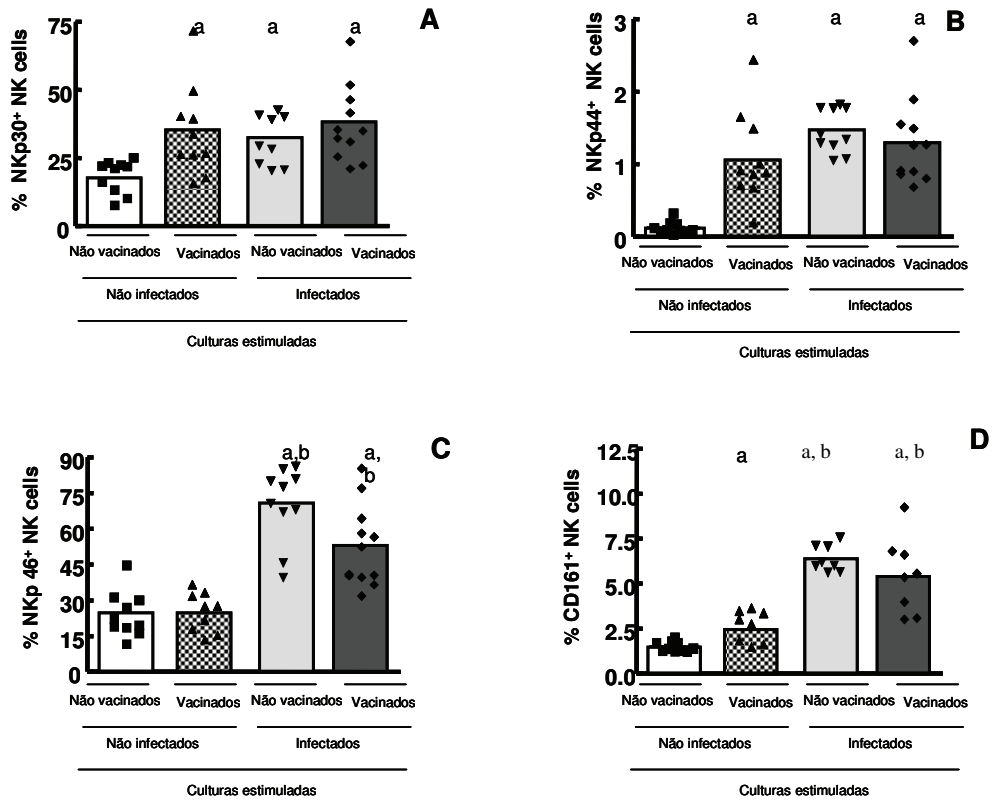 A
% NKp30+ NK cells
75
50
25
0
a a a
Não vacinados Vacinados Não vacinados Vacinados
Não infectados Infectados
Culturas estimuladas
B
% NKp44+ NK cells
3
2
1
0
a a a
Não vacinados Vacinados Não vacinados Vacinados
Não infectados Infectados
Culturas estimuladas
C
% NKp 46+ NK cells
90
75
60
45
30
15
0
a,b a,
b
Não vacinados Vacinados Não vacinados Vacinados
Não infectados Infectados
Culturas estimuladas
D
% CD161+ NK cells
12.5
10.0
7.5
5.0
2.5
0.0
a a, b a, b
Não vacinados Vacinados Não vacinados Vacinados
Não infectados Infectados
Culturas estimuladas